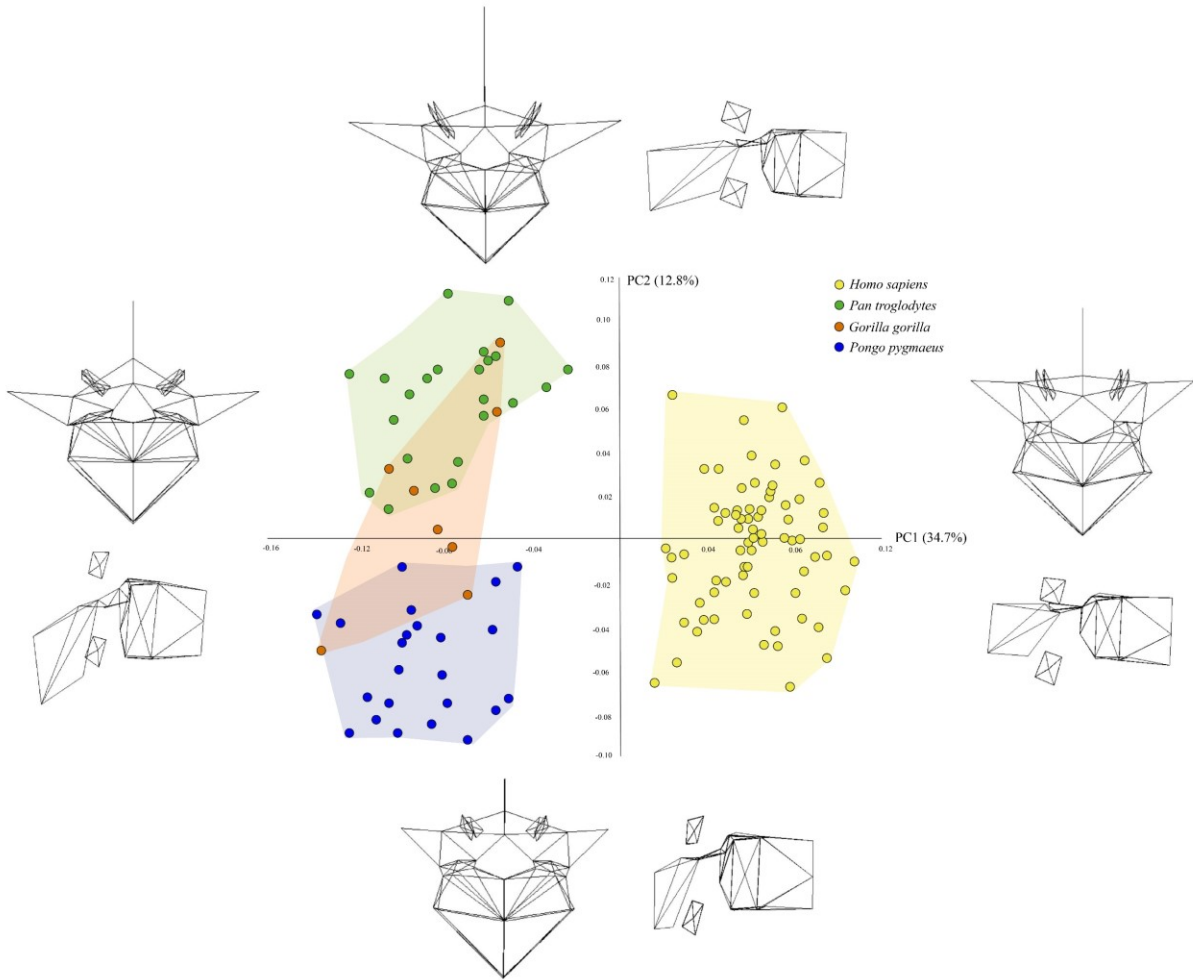 0.12
PC2 (12.8%)
Homo sapiens
Pan troglodytes
Gorilla gorilla
Pongo pygmaeus
0.10
0.08
0.06
0.04
0.02
-0.16
-0.12
-0.04
0.04
0.06
0.12
PC1 (34.7%)
-0.02
-0.04
-0.06
-0.08
-0.10